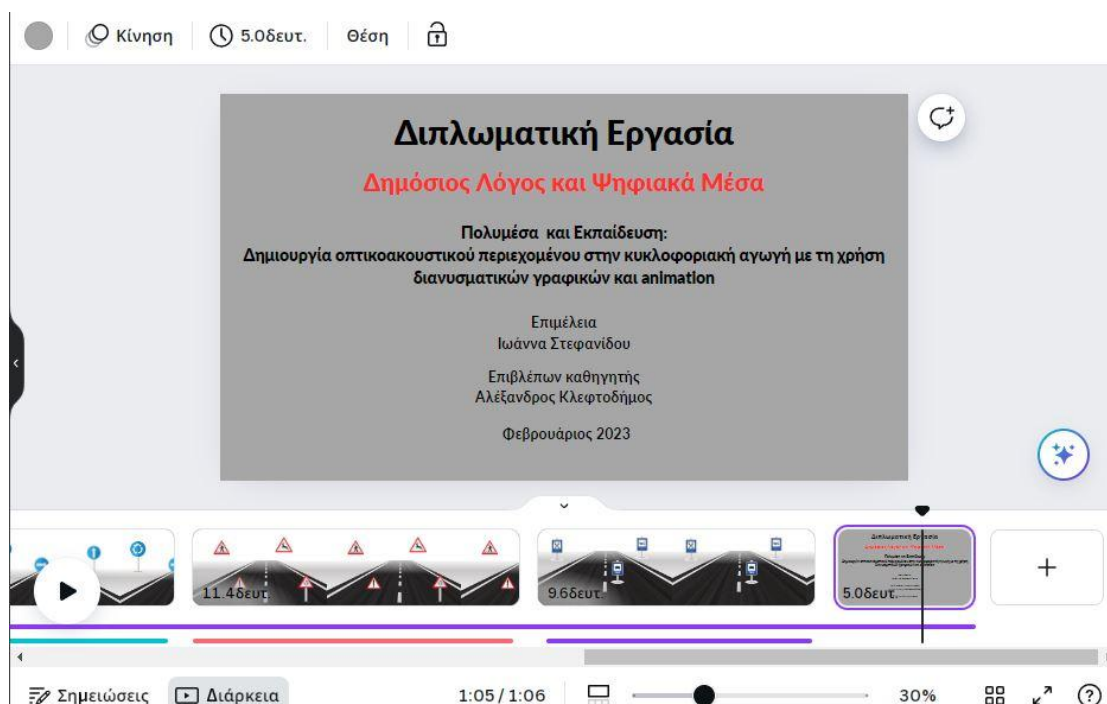 Κίνηση 5.0δευτ. Θέση
Διπλωματική Εργασία
Δημόσιος Λόγος και Ψηφιακά Μέσα
Πολυμέσα και Εκπαίδευση:
Δημιουργία οπτικοακουστικού περιεχομένου στην κυκλοφοριακή αγωγή με τη χρήση
διανυσματικών γραφικών και animation
Επιμέλεια
Ιωάννα Στεφανίδου
Επιβλέπων καθηγητής
Αλέξανδρος Κλεφτοδήμος
Φεβρουάριος 2023
Διπλωματική Εργασία
11.4δευτ. 9.6δευτ. 5.0δευτ.
Σημειώσεις Διάρκεια 1:05 / 1:06 30%